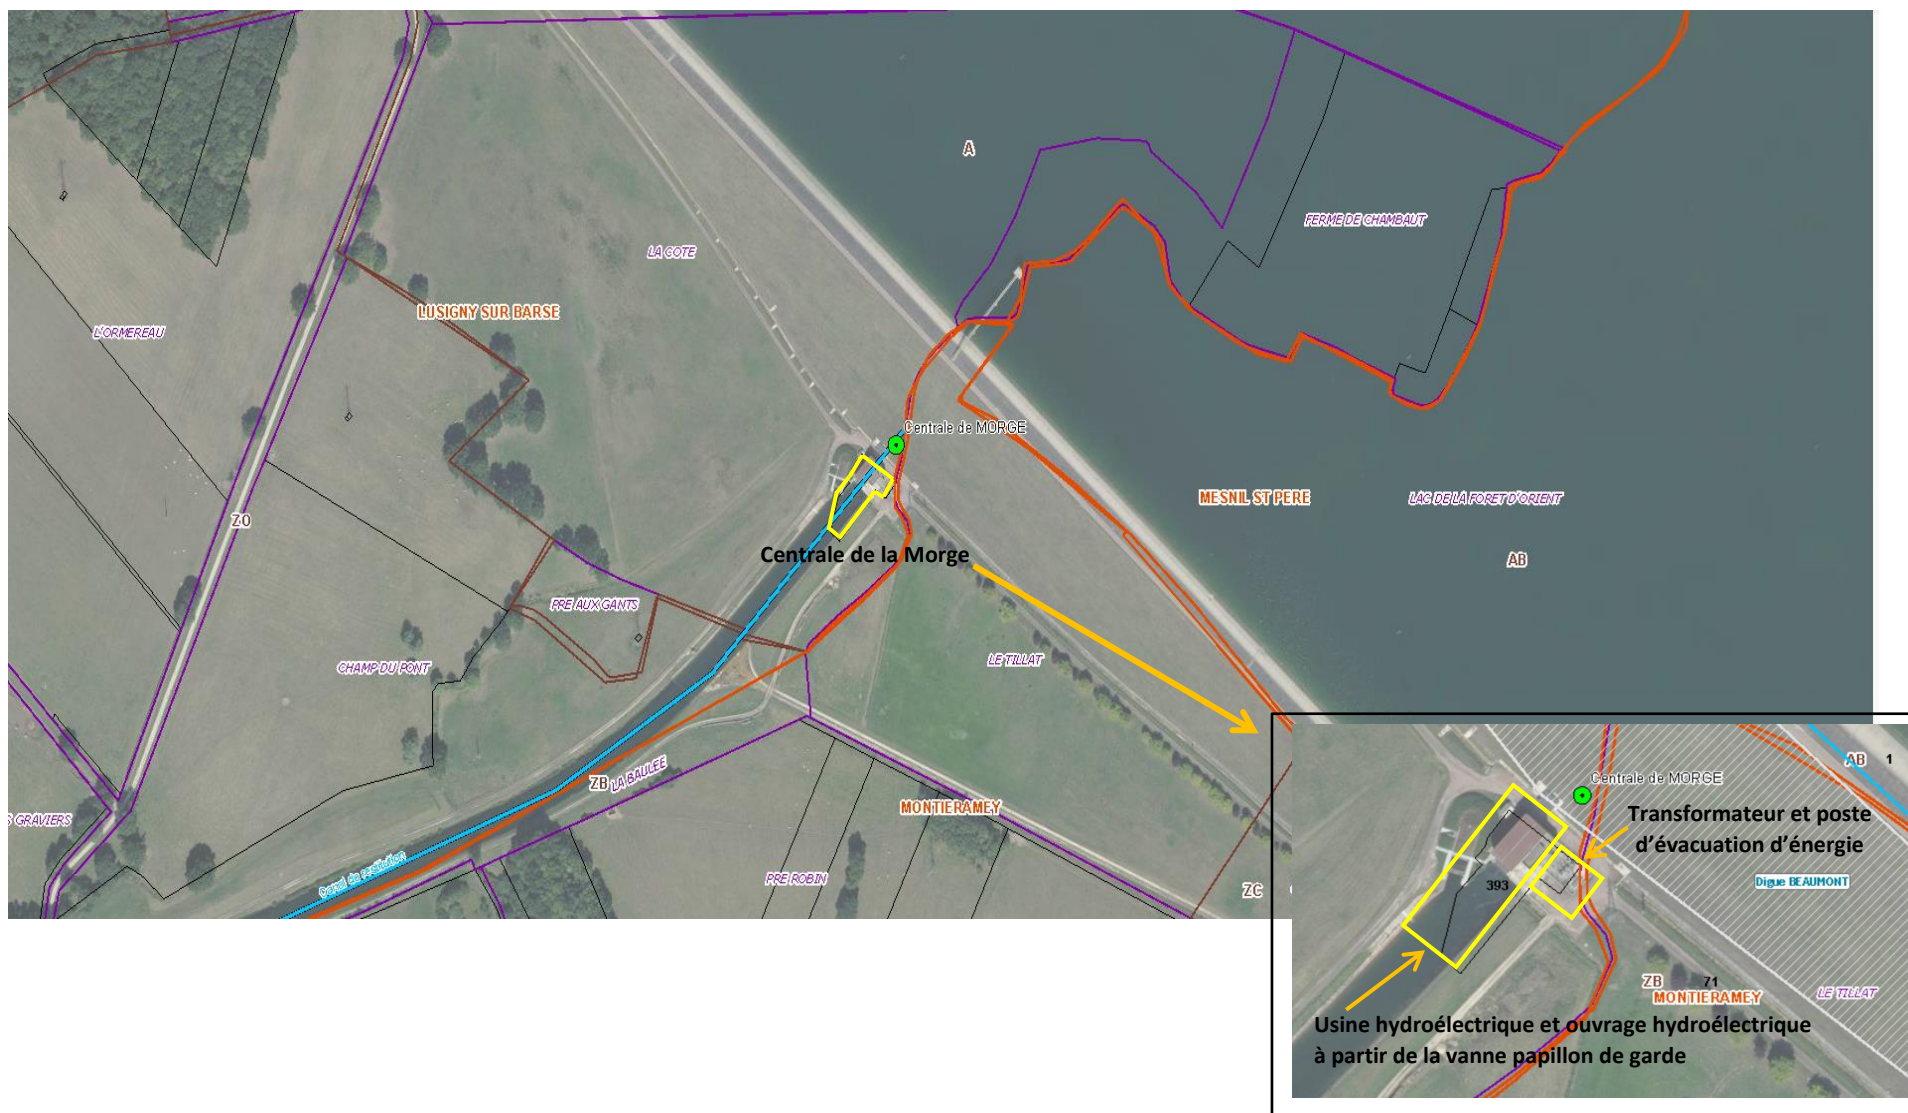 A
FERME DE CHAMBAUT
LA COTE
LUSIGNY SUR BARSE
L'ORMEREAU
Centrale de MORGE
MESNIL ST PERE
LAC DE LA FORET D'ORIENT
ZO
Centrale de la Morge
AB
PRE AUX GANTS
CHAMP DU PONT
LE TILLAT
ZB
LA BAULEE
MONTIERAMEY
S GRAVIERS
Canal de restitution
PRE ROBIN
ZC
AB
1
Centrale de MORGE
Transformateur et poste
d'évacuation d'énergie
393
Digue BEAUMONT
ZB
71
MONTIERAMEY
LE TILLAT
Usine hydroélectrique et ouvrage hydroélectrique
à partir de la vanne papillon de garde